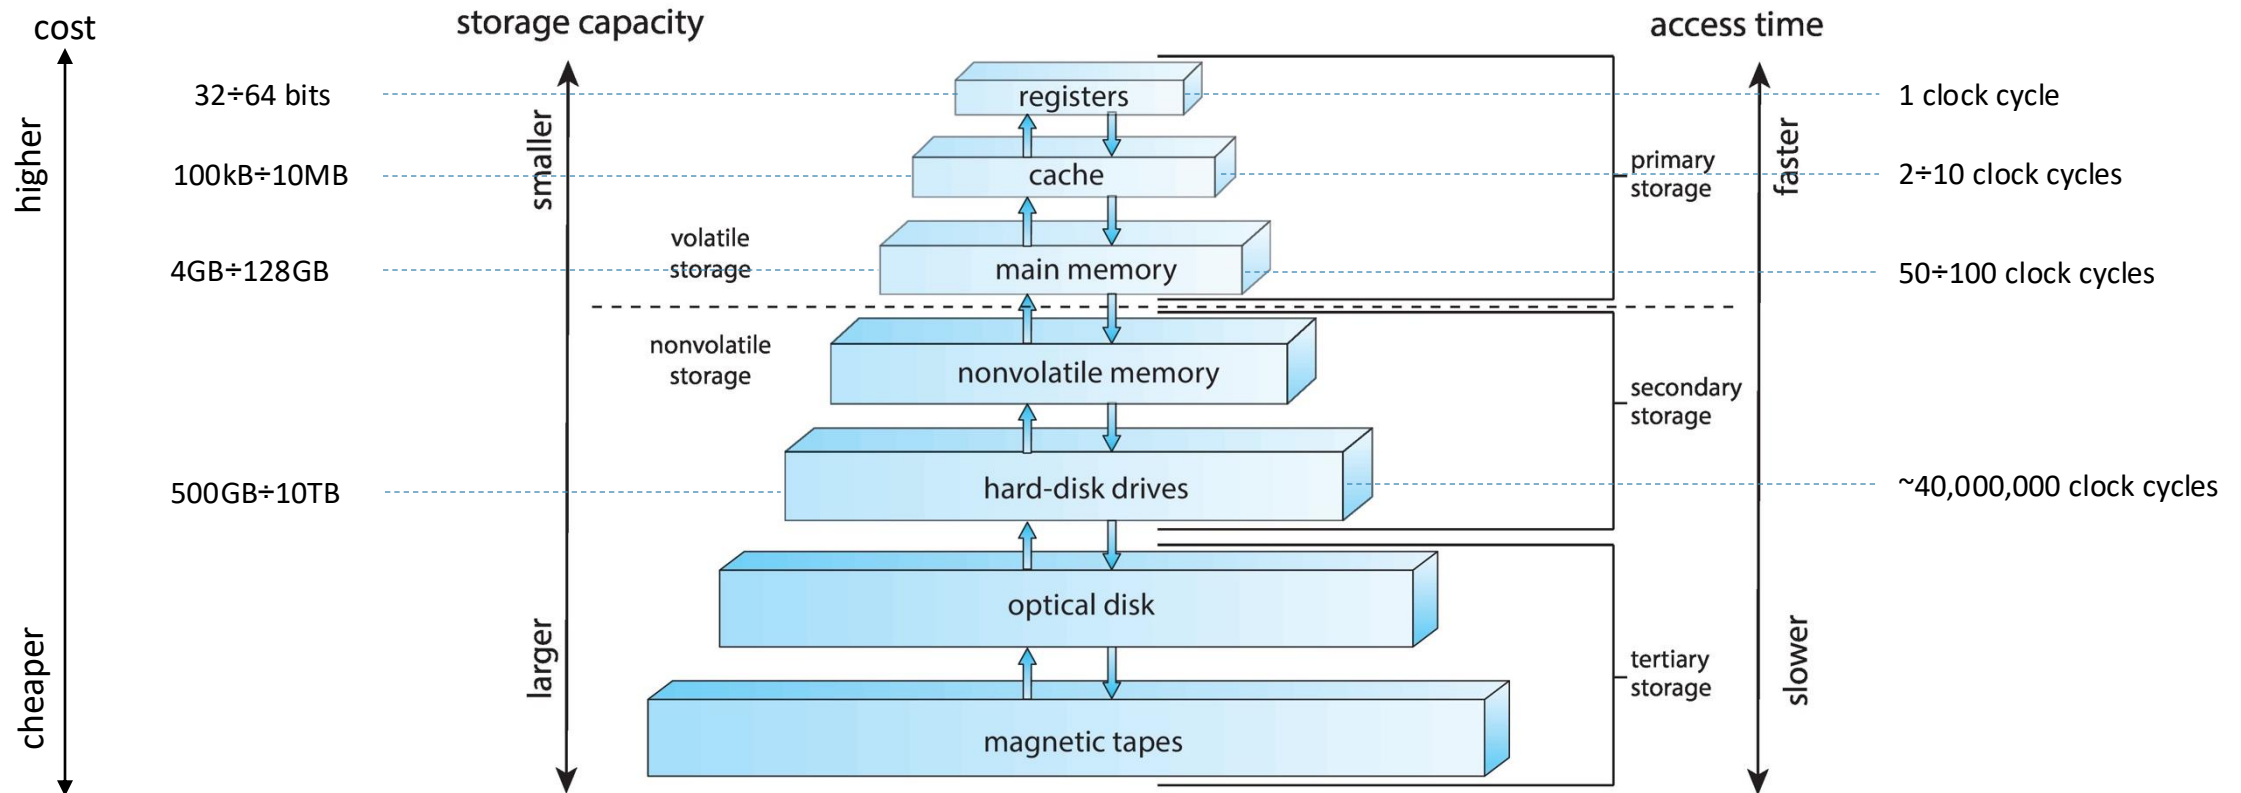 cost
storage capacity
access time
higher
cheaper
32÷64 bits
100kB÷10MB
4GB÷128GB
500GB÷10TB
smaller
larger
volatile
storage
nonvolatile
storage
registers
cache
main memory
nonvolatile memory
hard-disk drives
optical disk
magnetic tapes
primary
storage
secondary
storage
tertiary
storage
faster
slower
1 clock cycle
2÷10 clock cycles
50÷100 clock cycles
~40,000,000 clock cycles